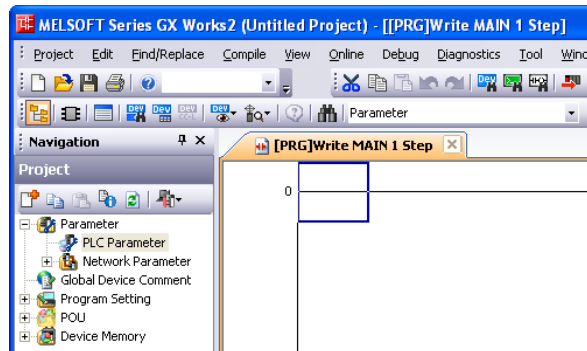 MELSOFT Series GX Works2 (Untitled Project) - [[PRG]Write MAIN 1 Step]
Project Edit Find/Replace Compile View Online Debug Diagnostics Tool Wind
Parameter
Navigation
[PRG]Write MAIN 1 Step
Project
0
Parameter
PLC Parameter
Network Parameter
Global Device Comment
Program Setting
POU
Device Memory